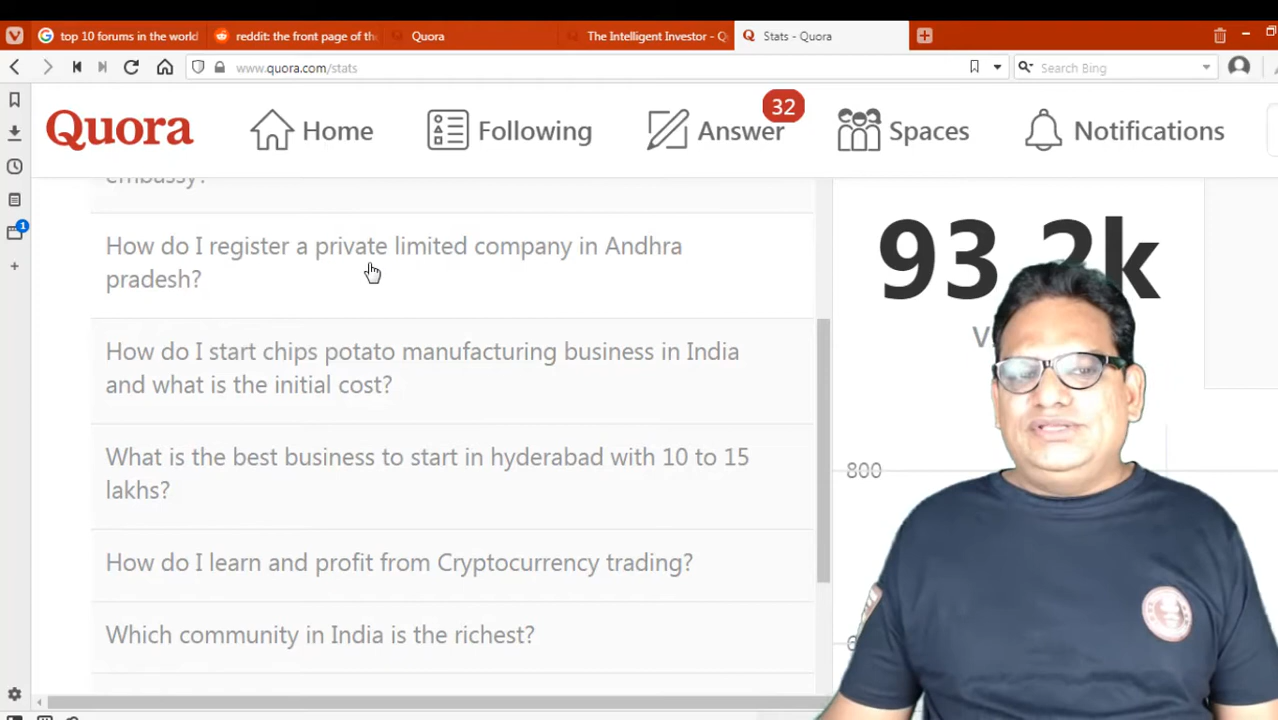 top 10 forums in the world
reddit: the front page of the
Quora
The Intelligent Investor - Q
Stats - Quora
www.quora.com/stats
Search Bing
Quora
Home
Following
Answer
32
Spaces
Notifications
1
embassy?
How do I register a private limited company in Andhra
pradesh?
How do I start chips potato manufacturing business in India
and what is the initial cost?
What is the best business to start in hyderabad with 10 to 15
lakhs?
How do I learn and profit from Cryptocurrency trading?
Which community in India is the richest?
93.2k
V
800
6